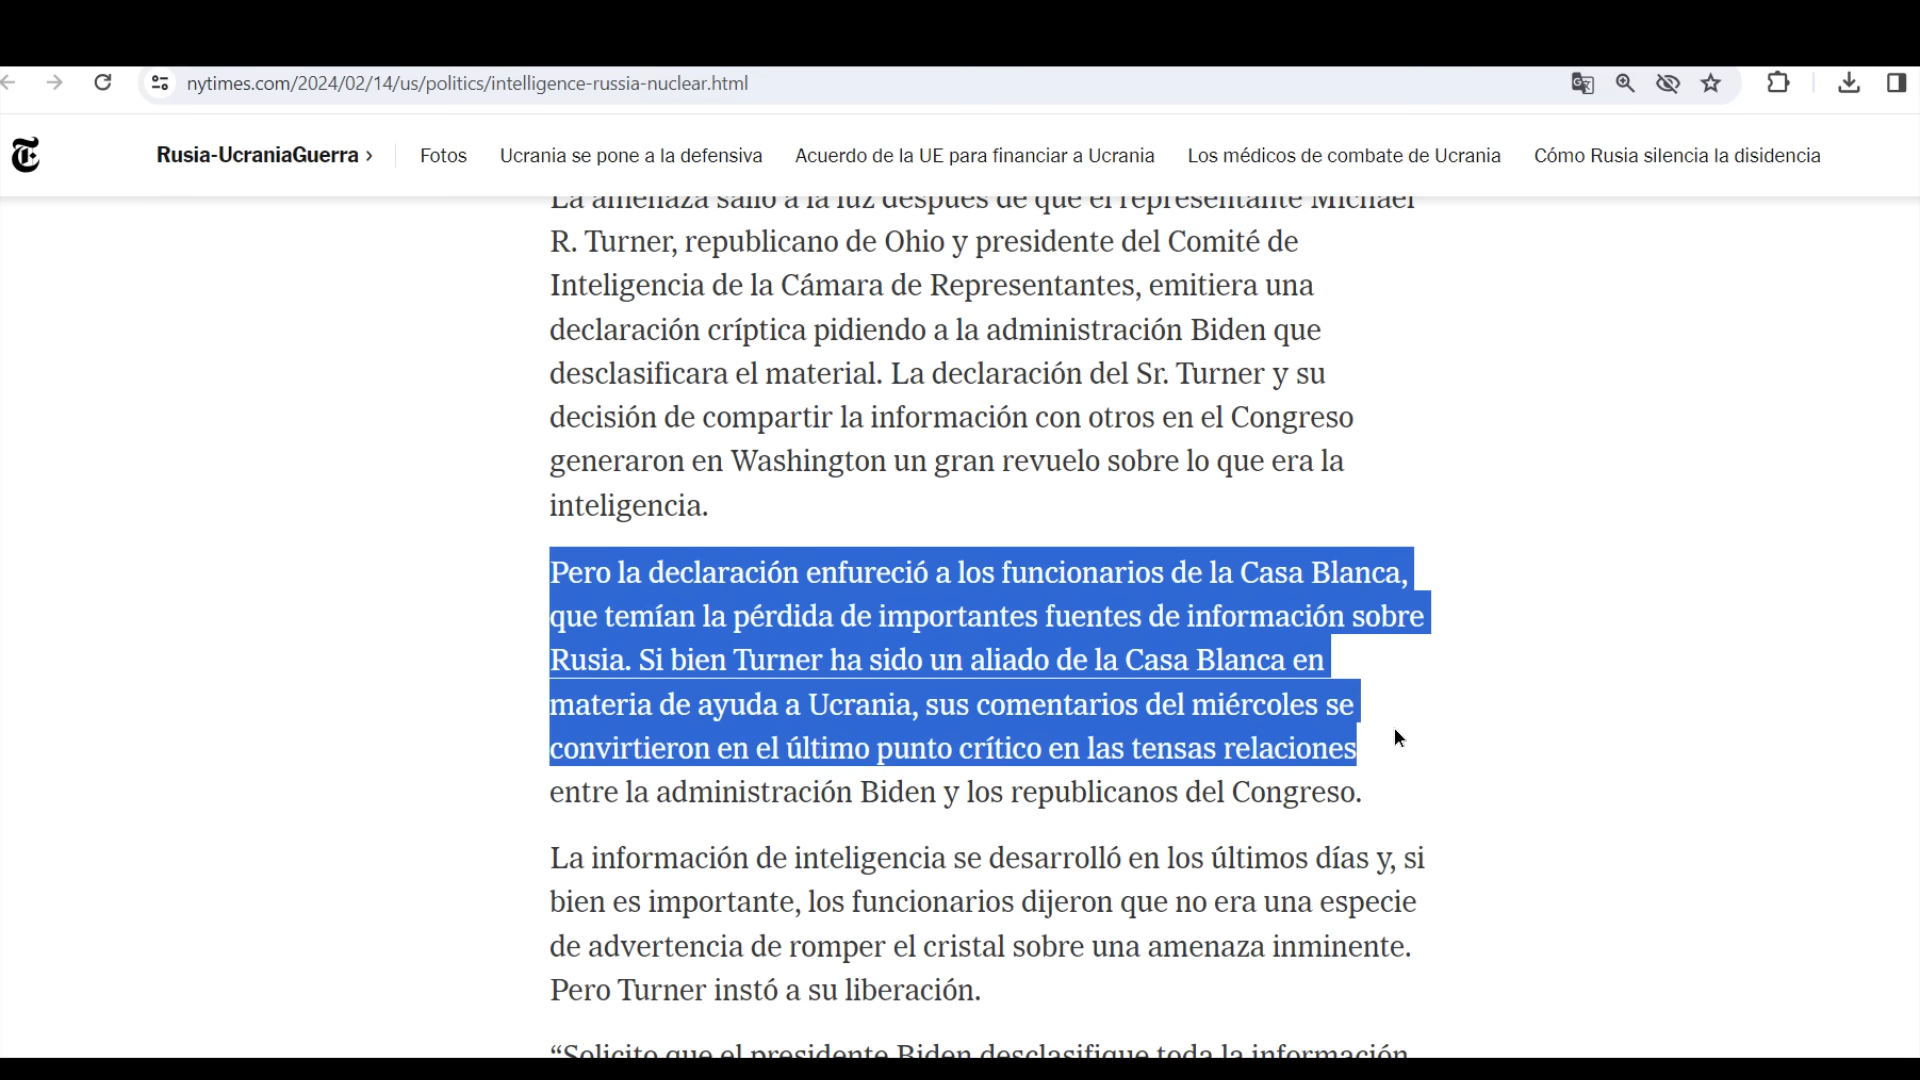 nytimes.com/2024/02/14/us/politics/intelligence-russia-nuclear.html
Rusia-UcraniaGuerra › Fotos Ucrania se pone a la defensiva Acuerdo de la UE para financiar a Ucrania Los médicos de combate de Ucrania Cómo Rusia silencia la disidencia
La amenaza salió a la luz después de que el representante Michael
R. Turner, republicano de Ohio y presidente del Comité de
Inteligencia de la Cámara de Representantes, emitiera una
declaración críptica pidiendo a la administración Biden que
desclasificara el material. La declaración del Sr. Turner y su
decisión de compartir la información con otros en el Congreso
generaron en Washington un gran revuelo sobre lo que era la
inteligencia.
Pero la declaración enfureció a los funcionarios de la Casa Blanca,
que temían la pérdida de importantes fuentes de información sobre
Rusia. Si bien Turner ha sido un aliado de la Casa Blanca en
materia de ayuda a Ucrania, sus comentarios del miércoles se
convirtieron en el último punto crítico en las tensas relaciones
entre la administración Biden y los republicanos del Congreso.
La información de inteligencia se desarrolló en los últimos días y, si
bien es importante, los funcionarios dijeron que no era una especie
de advertencia de romper el cristal sobre una amenaza inminente.
Pero Turner instó a su liberación.
“Solicito que el presidente Biden desclasifique toda la información